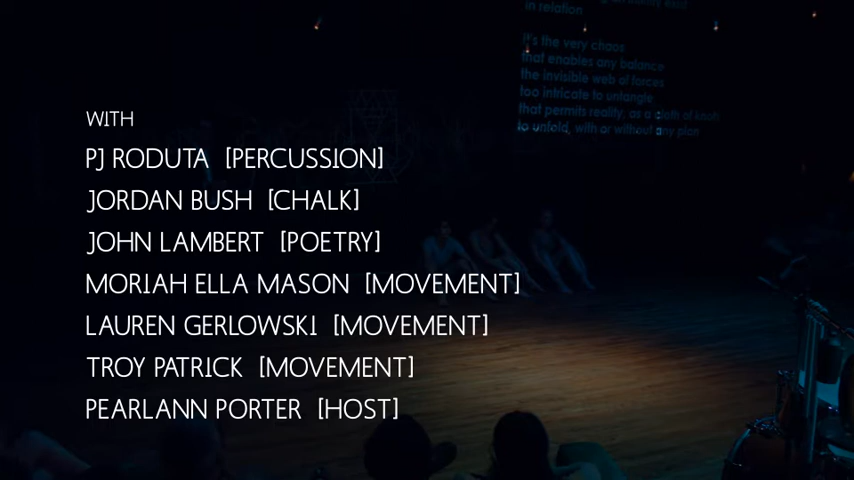 in relation
it's the very chaos
that enables any balance
the invisible web of forces
too intricate to untangle
that permits reality, as a cloth of knots
to unfold, with or without any plan
WITH
PJ RODUTA [PERCUSSION]
JORDAN BUSH [CHALK]
JOHN LAMBERT [POETRY]
MORIAH ELLA MASON [MOVEMENT]
LAUREN GERLOWSKI [MOVEMENT]
TROY PATRICK [MOVEMENT]
PEARLANN PORTER [HOST]